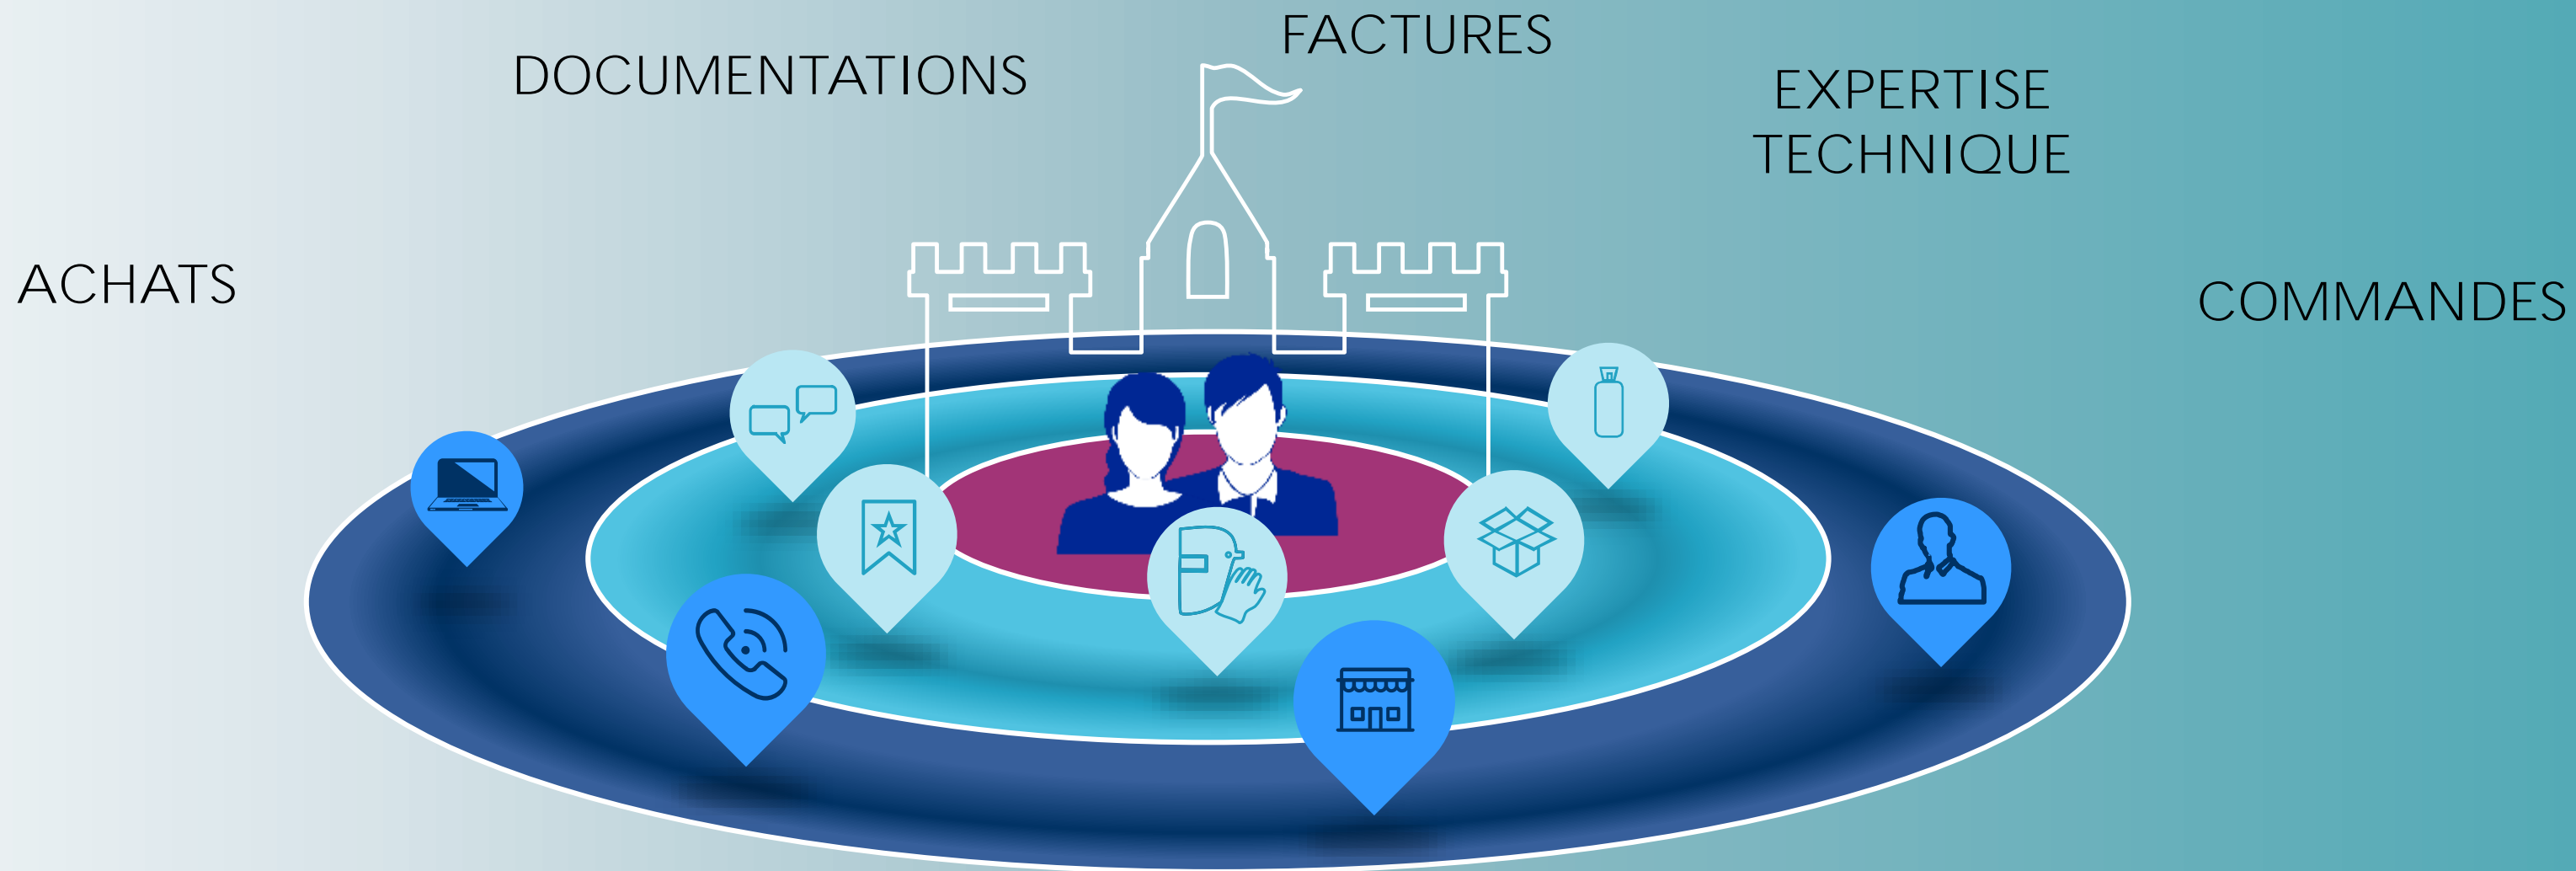 FACTURES
DOCUMENTATIONS
EXPERTISE
TECHNIQUE
ACHATS
COMMANDES